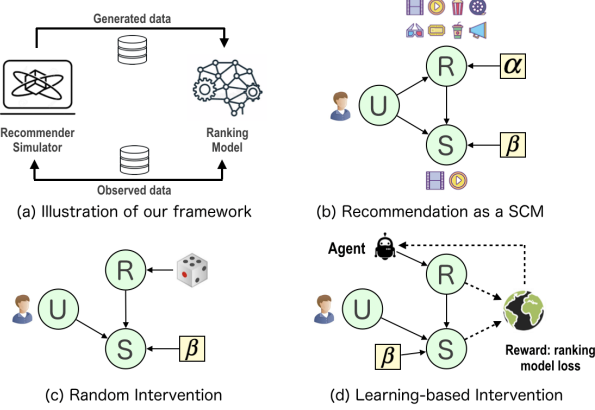 Generated data
Recommender
Simulator
Ranking
Model
Observed data
(a) Illustration of our framework
R
α
U
S
β
(b) Recommendation as a SCM
R
U
S
β
(c) Random Intervention
Agent
R
U
S
β
Reward: ranking
model loss
(d) Learning-based Intervention